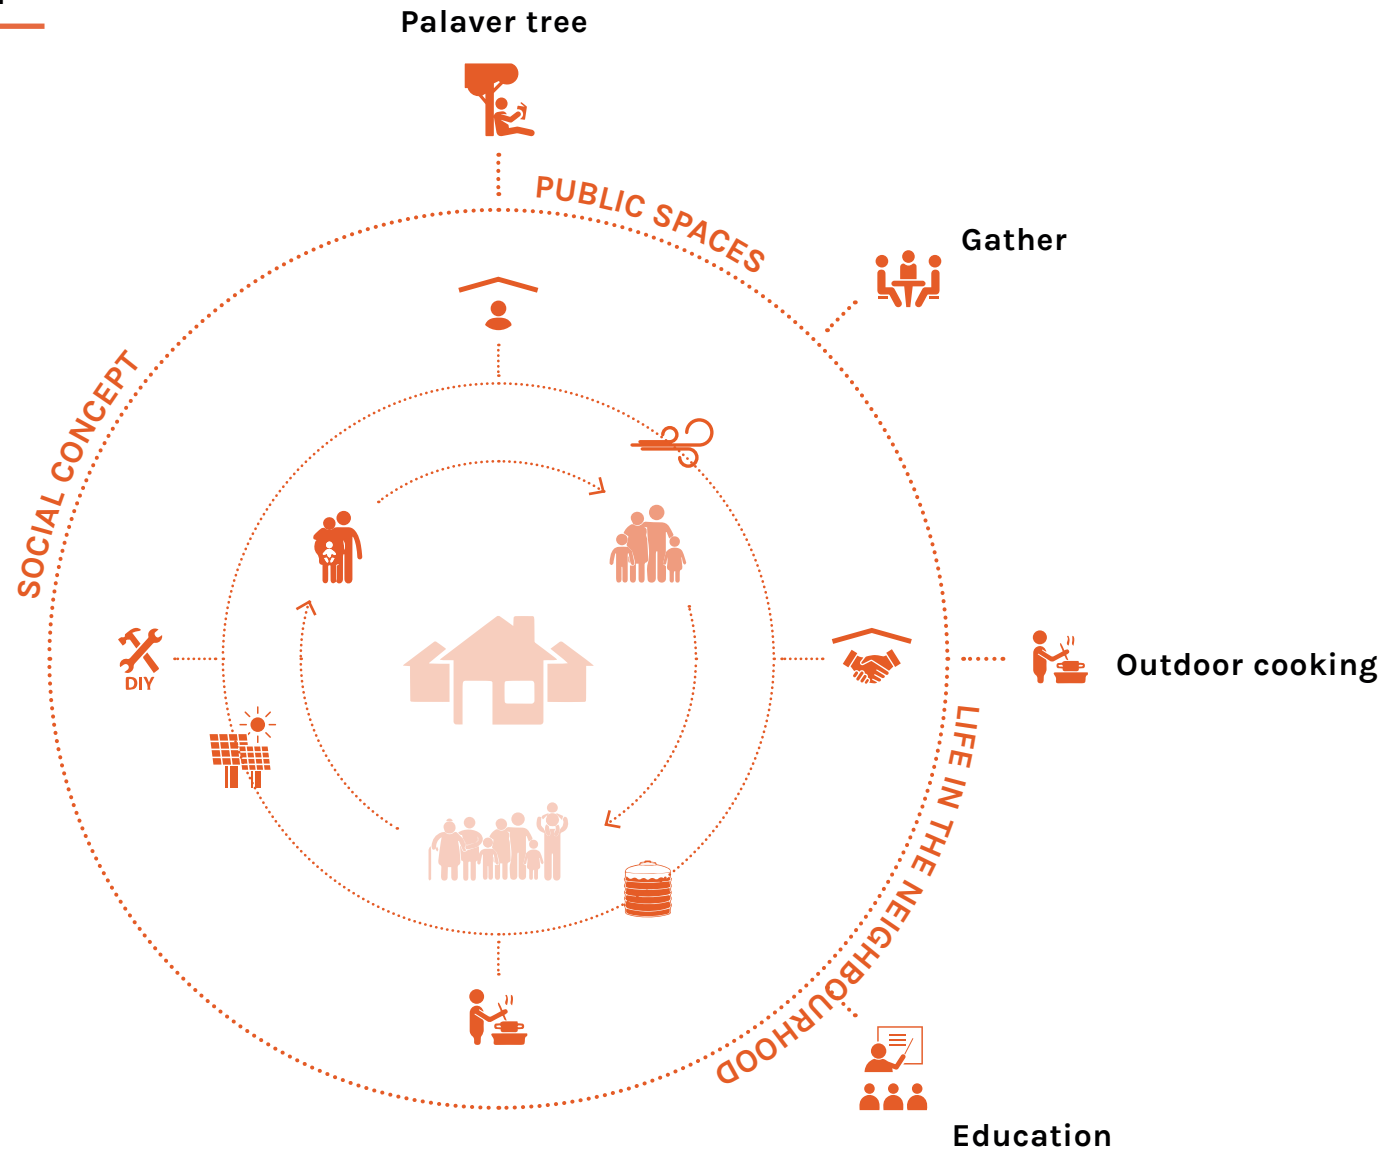 Palaver tree
PUBLIC SPACES
Gather
SOCIAL CONCEPT
DIY
Outdoor cooking
LIFE IN THE NEIGHBOURHOOD
Education